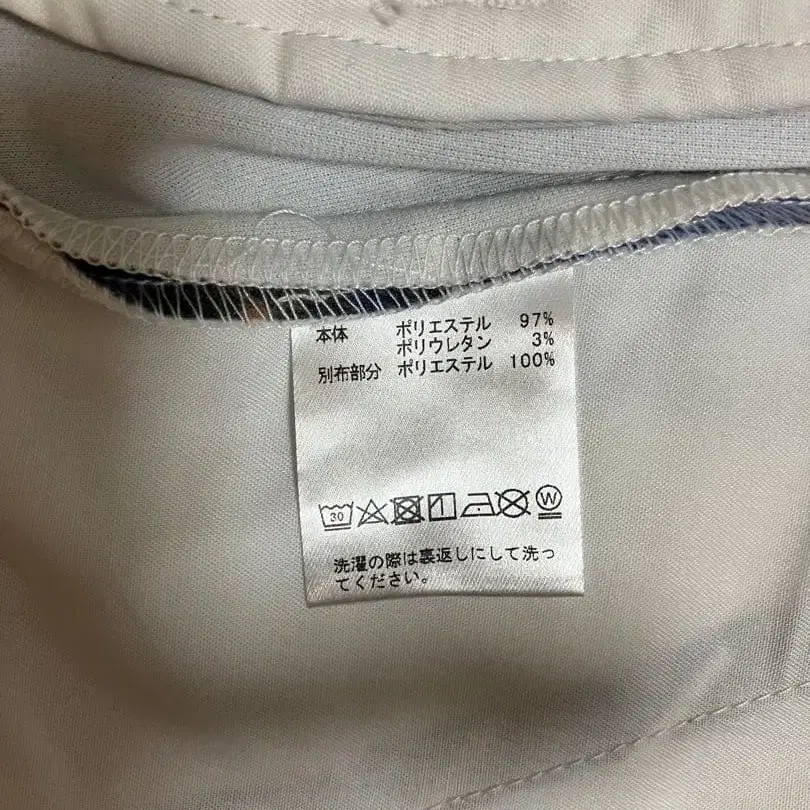 本体 ポリエステル 97%
ポリウレタン 3%
別布部分 ポリエステル 100%
30 W
洗濯の際は裏返しにして洗っ
てください。